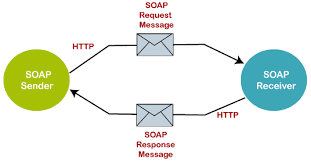 SOAP
Request
Message
HTTP
SOAP
Sender
SOAP
Receiver
HTTP
SOAP
Response
Message